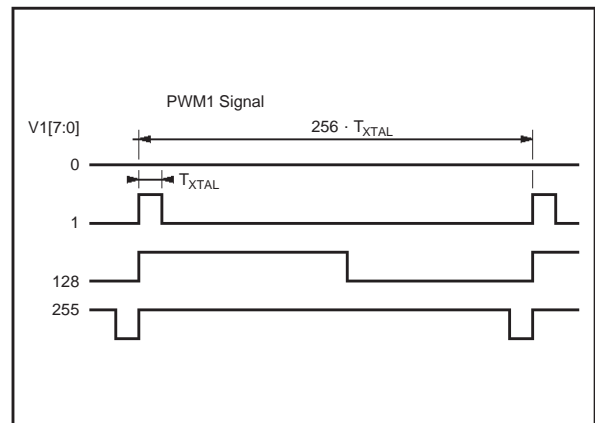 PWM1 Signal
V1[7:0]
256 · TXTAL
0
TXTAL
1
128
255